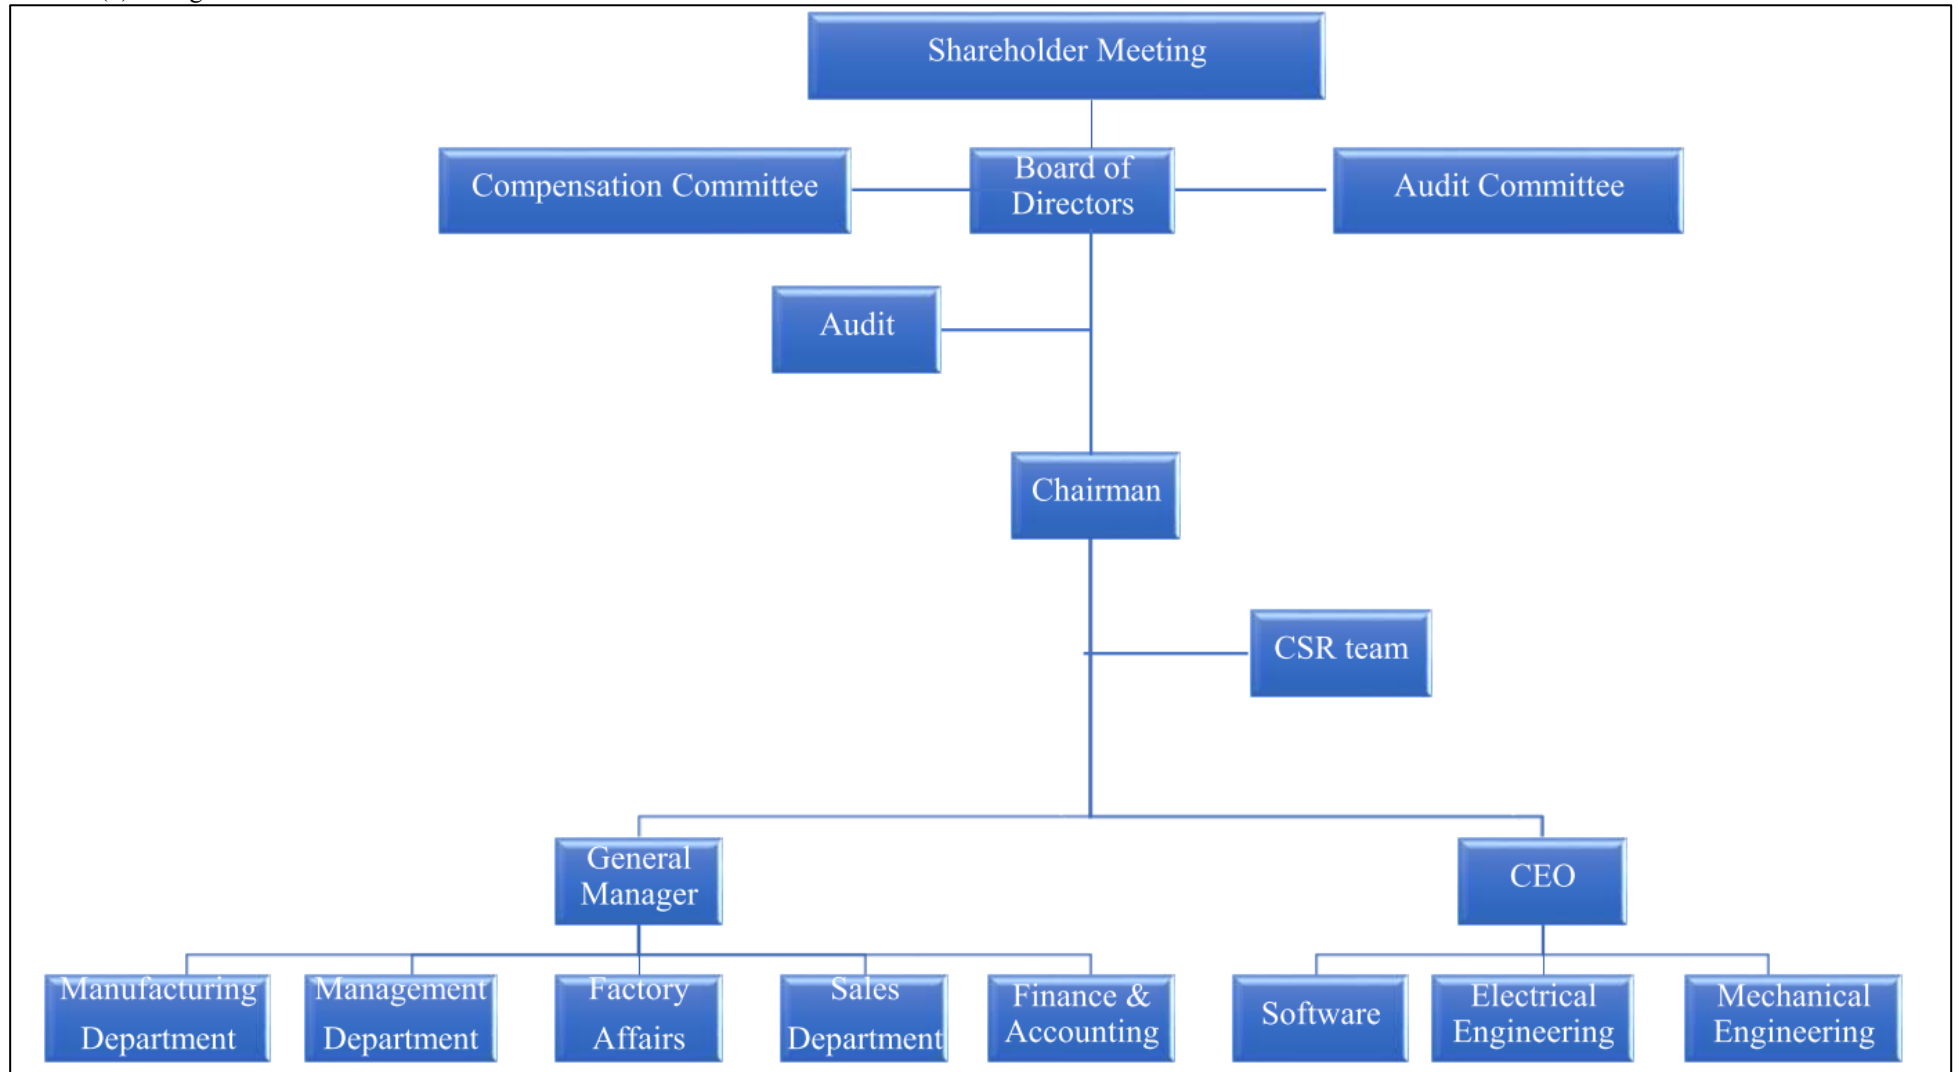 Shareholder Meeting
Compensation Committee
Board of
Directors
Audit Committee
Audit
Chairman
CSR team
General
Manager
CEO
Manufacturing
Department
Management
Department
Factory
Affairs
Sales
Department
Finance &
Accounting
Software
Electrical
Engineering
Mechanical
Engineering